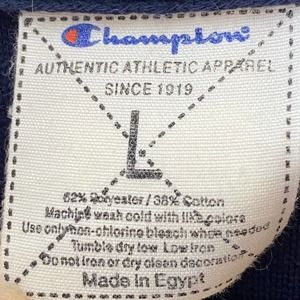 Champion
AUTHENTIC ATHLETIC APPAREL
SINCE 1919
L
62% Polyester / 38% Cotton
Machine wash cold with like colors
Use only non-chlorine bleach when needed
Tumble dry low. Low iron
Do not iron or dry clean decoration
Made in Egypt